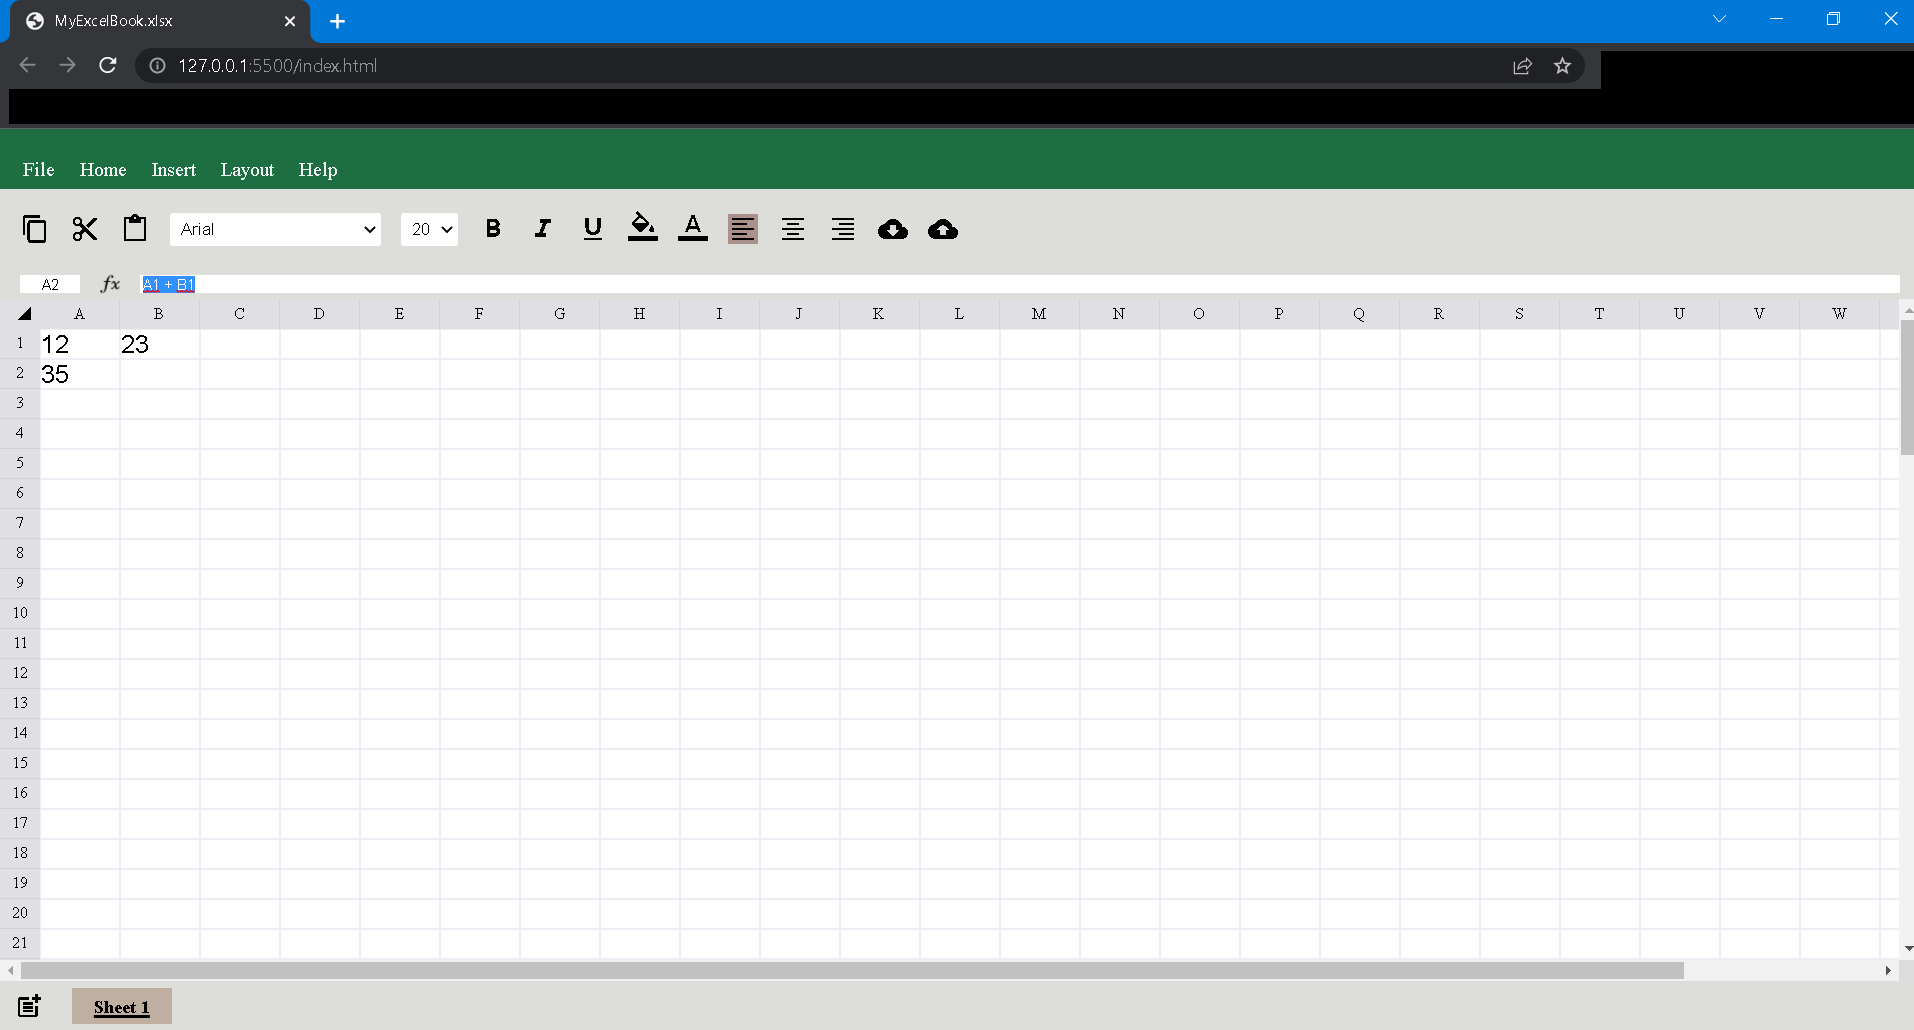 MyExcelBook.xlsx
127.0.0.1:5500/index.html
File Home Insert Layout Help
Arial 20 B I U A
A2 fx A1 + B1
A B C D E F G H I J K L M N O P Q R S T U V W
1 12 23
2 35
3
4
5
6
7
8
9
10
11
12
13
14
15
16
17
18
19
20
21
Sheet 1